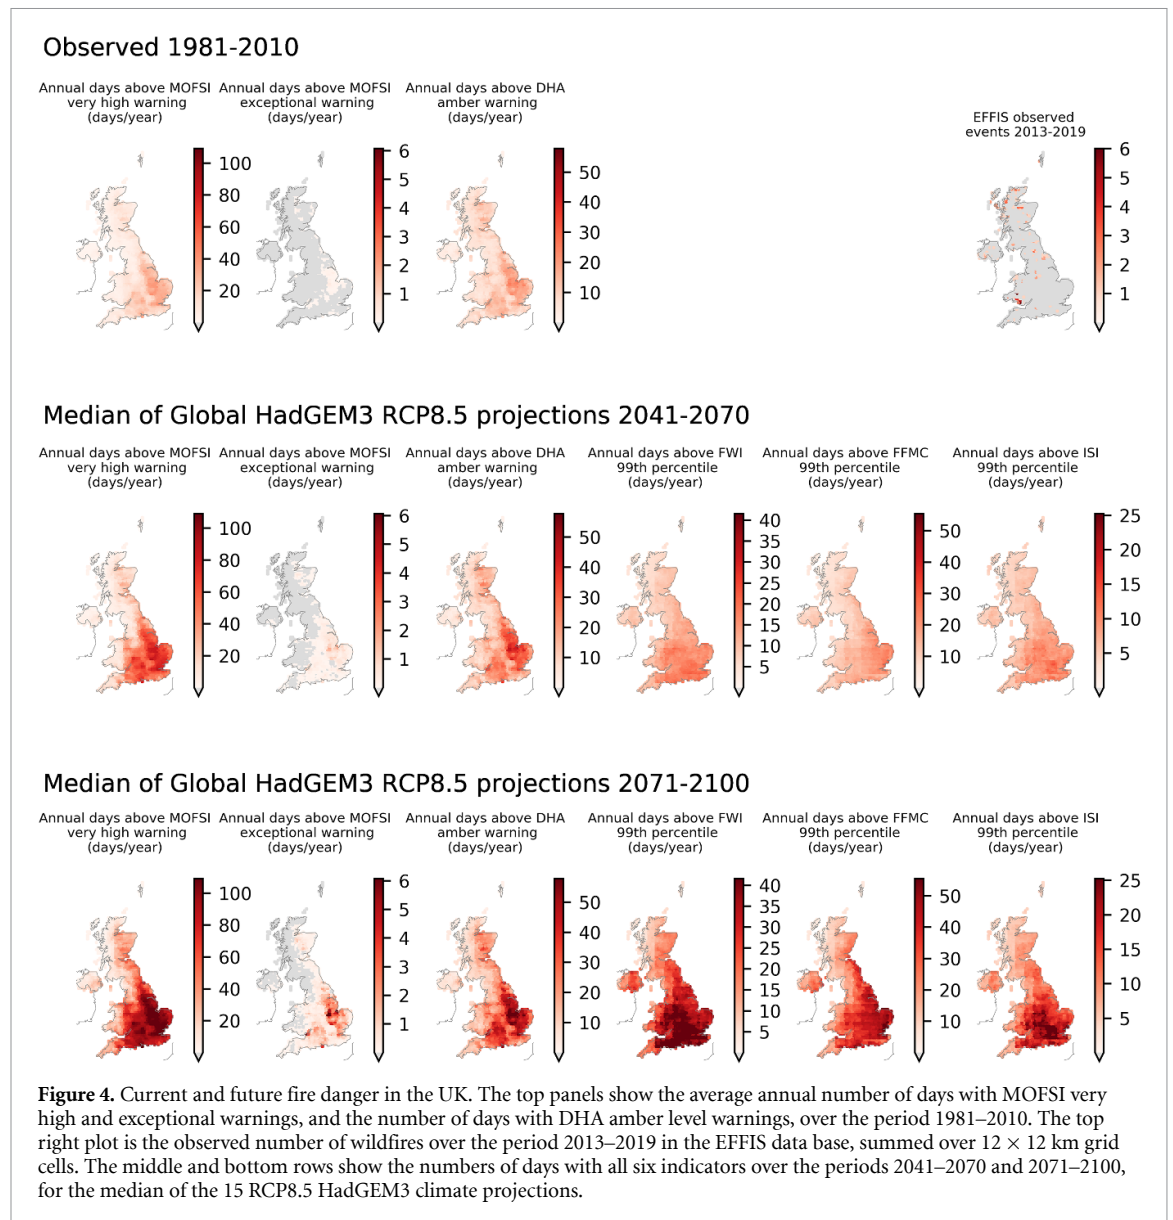 Observed 1981-2010
Annual days above MOFSI
very high warning
(days/year)
Annual days above MOFSI
exceptional warning
(days/year)
Annual days above DHA
amber warning
(days/year)
EFFIS observed
events 2013-2019
100
80
60
40
20
6
5
4
3
2
1
50
40
30
20
10
6
5
4
3
2
1
Median of Global HadGEM3 RCP8.5 projections 2041-2070
Annual days above MOFSI
very high warning
(days/year)
Annual days above MOFSI
exceptional warning
(days/year)
Annual days above DHA
amber warning
(days/year)
Annual days above FWI
99th percentile
(days/year)
Annual days above FFMC
99th percentile
(days/year)
Annual days above ISI
99th percentile
(days/year)
100
80
60
40
20
6
5
4
3
2
1
50
40
30
20
10
40
35
30
25
20
15
10
5
50
40
30
20
10
25
20
15
10
5
Median of Global HadGEM3 RCP8.5 projections 2071-2100
Annual days above MOFSI
very high warning
(days/year)
Annual days above MOFSI
exceptional warning
(days/year)
Annual days above DHA
amber warning
(days/year)
Annual days above FWI
99th percentile
(days/year)
Annual days above FFMC
99th percentile
(days/year)
Annual days above ISI
99th percentile
(days/year)
100
80
60
40
20
6
5
4
3
2
1
50
40
30
20
10
40
35
30
25
20
15
10
5
50
40
30
20
10
25
20
15
10
5
Figure 4. Current and future fire danger in the UK. The top panels show the average annual number of days with MOFSI very
high and exceptional warnings, and the number of days with DHA amber level warnings, over the period 1981–2010. The top
right plot is the observed number of wildfires over the period 2013–2019 in the EFFIS data base, summed over 12 × 12 km grid
cells. The middle and bottom rows show the numbers of days with all six indicators over the periods 2041–2070 and 2071–2100,
for the median of the 15 RCP8.5 HadGEM3 climate projections.